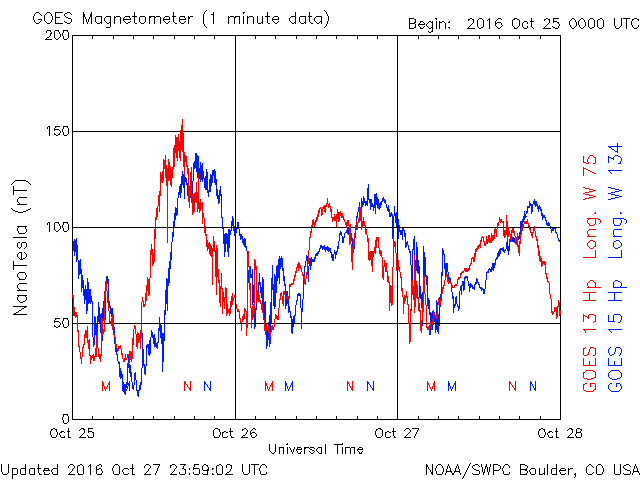 GOES Magnetometer (1 minute data)
Begin: 2016 Oct 25 0000 UTC
200
150
100
50
0
NanoTesla (nT)
M N N M M N N M M N N
Oct 25 Oct 26 Oct 27 Oct 28
Universal Time
GOES 13 Hp Long. W 75
GOES 15 Hp Long. W 134
Updated 2016 Oct 27 23:59:02 UTC
NOAA/SWPC Boulder, CO USA